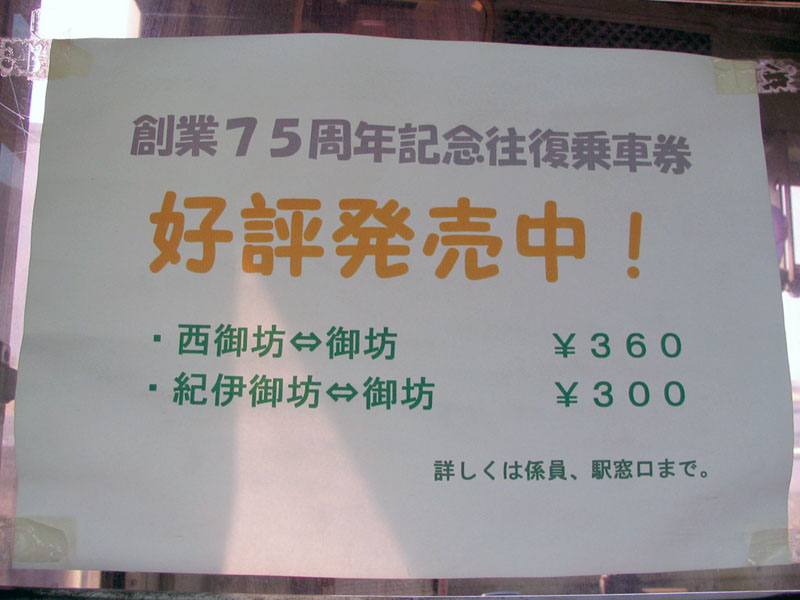 創業75周年記念往復乗車券
好評発売中!
・西御坊⇔御坊 ¥360
・紀伊御坊⇔御坊 ¥300
詳しくは係員、駅窓口まで。